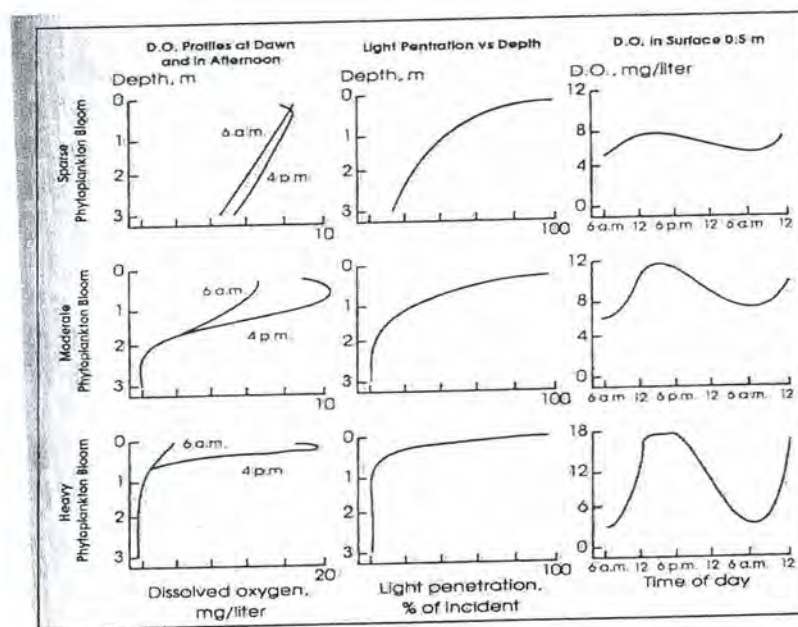 D.O. Profiles at Dawn
and in Afternoon
Light Pentration vs Depth
D.O. in Surface 0.5 m
Depth, m
Depth, m
D.O., mg/liter
Sparse
Phytoplankton Bloom
0
1
2
3
6 a.m.
4 p.m.
10
0
1
2
3
100
12
8
4
0
6 a.m. 12 6 p.m. 12 6 a.m. 12
Moderate
Phytoplankton Bloom
0
1
2
3
6 a.m.
4 p.m.
10
0
1
2
3
100
12
8
4
0
6 a.m 12 6 p.m. 12 6 a.m. 12
Heavy
Phytoplankton Bloom
0
1
2
3
6 a.m.
4 p.m
20
0
1
2
3
100
18
12
6
0
6 a.m. 12 6 p.m. 12 6 a.m. 12
Dissolved oxygen,
mg/liter
Light penetration,
% of incident
Time of day